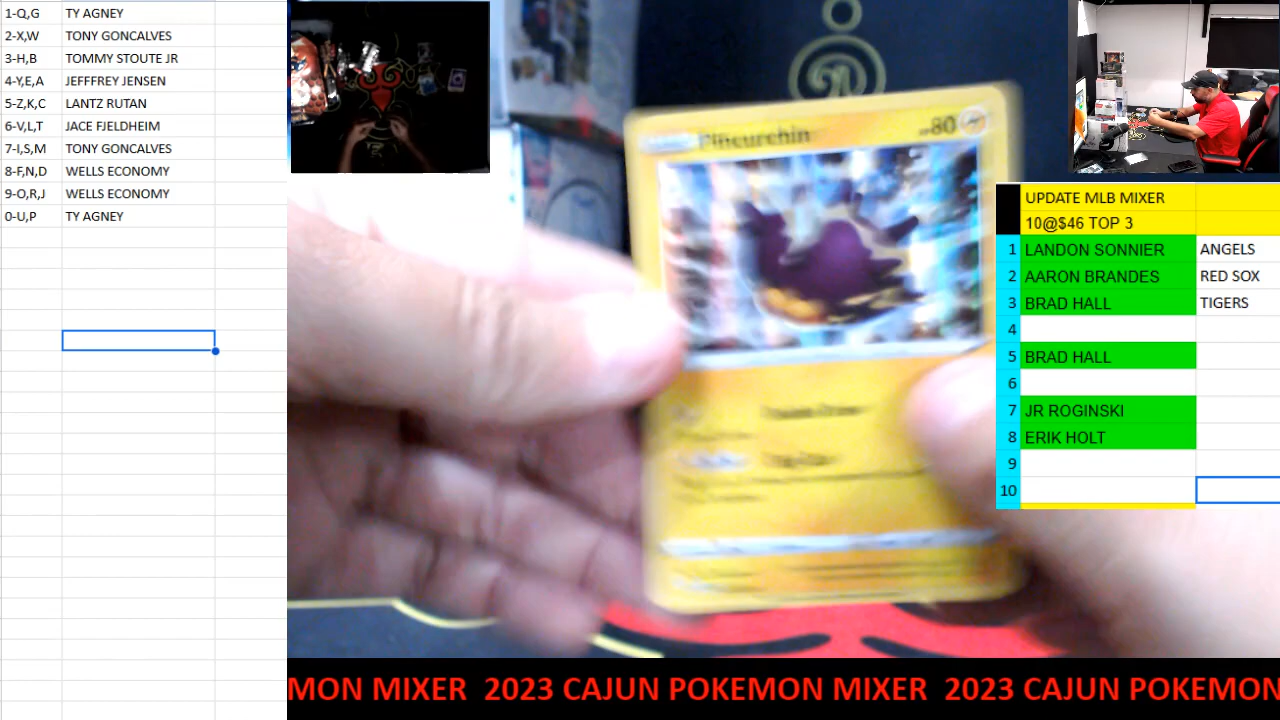 1-Q,G TY AGNEY
2-X,W TONY GONCALVES
3-H,B TOMMY STOUTE JR
4-Y,E,A JEFFFREY JENSEN
5-Z,K,C LANTZ RUTAN
6-V,L,T JACE FJELDHEIM
7-I,S,M TONY GONCALVES
8-F,N,D WELLS ECONOMY
9-O,R,J WELLS ECONOMY
0-U,P TY AGNEY
Pincurchin 80
UPDATE MLB MIXER
10@$46 TOP 3
1 LANDON SONNIER ANGELS
2 AARON BRANDES RED SOX
3 BRAD HALL TIGERS
4
5 BRAD HALL
6
7 JR ROGINSKI
8 ERIK HOLT
9
10
MON MIXER 2023 CAJUN POKEMON MIXER 2023 CAJUN POKEMON